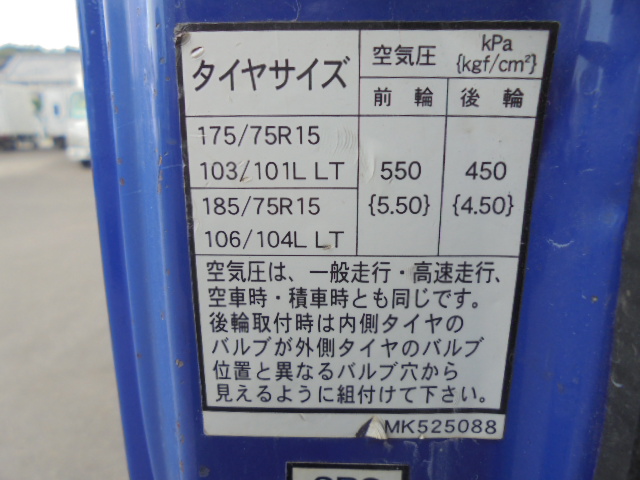 タイヤサイズ
空気圧 kPa {kgf/cm²}
前輪 後輪
175/75R15
103/101L LT
550 450
185/75R15
{5.50} {4.50}
106/104L LT
空気圧は、一般走行・高速走行、
空車時・積車時とも同じです。
後輪取付時は内側タイヤの
バルブが外側タイヤのバルブ
位置と異なるバルブ穴から
見えるように組付けて下さい。
MK525088